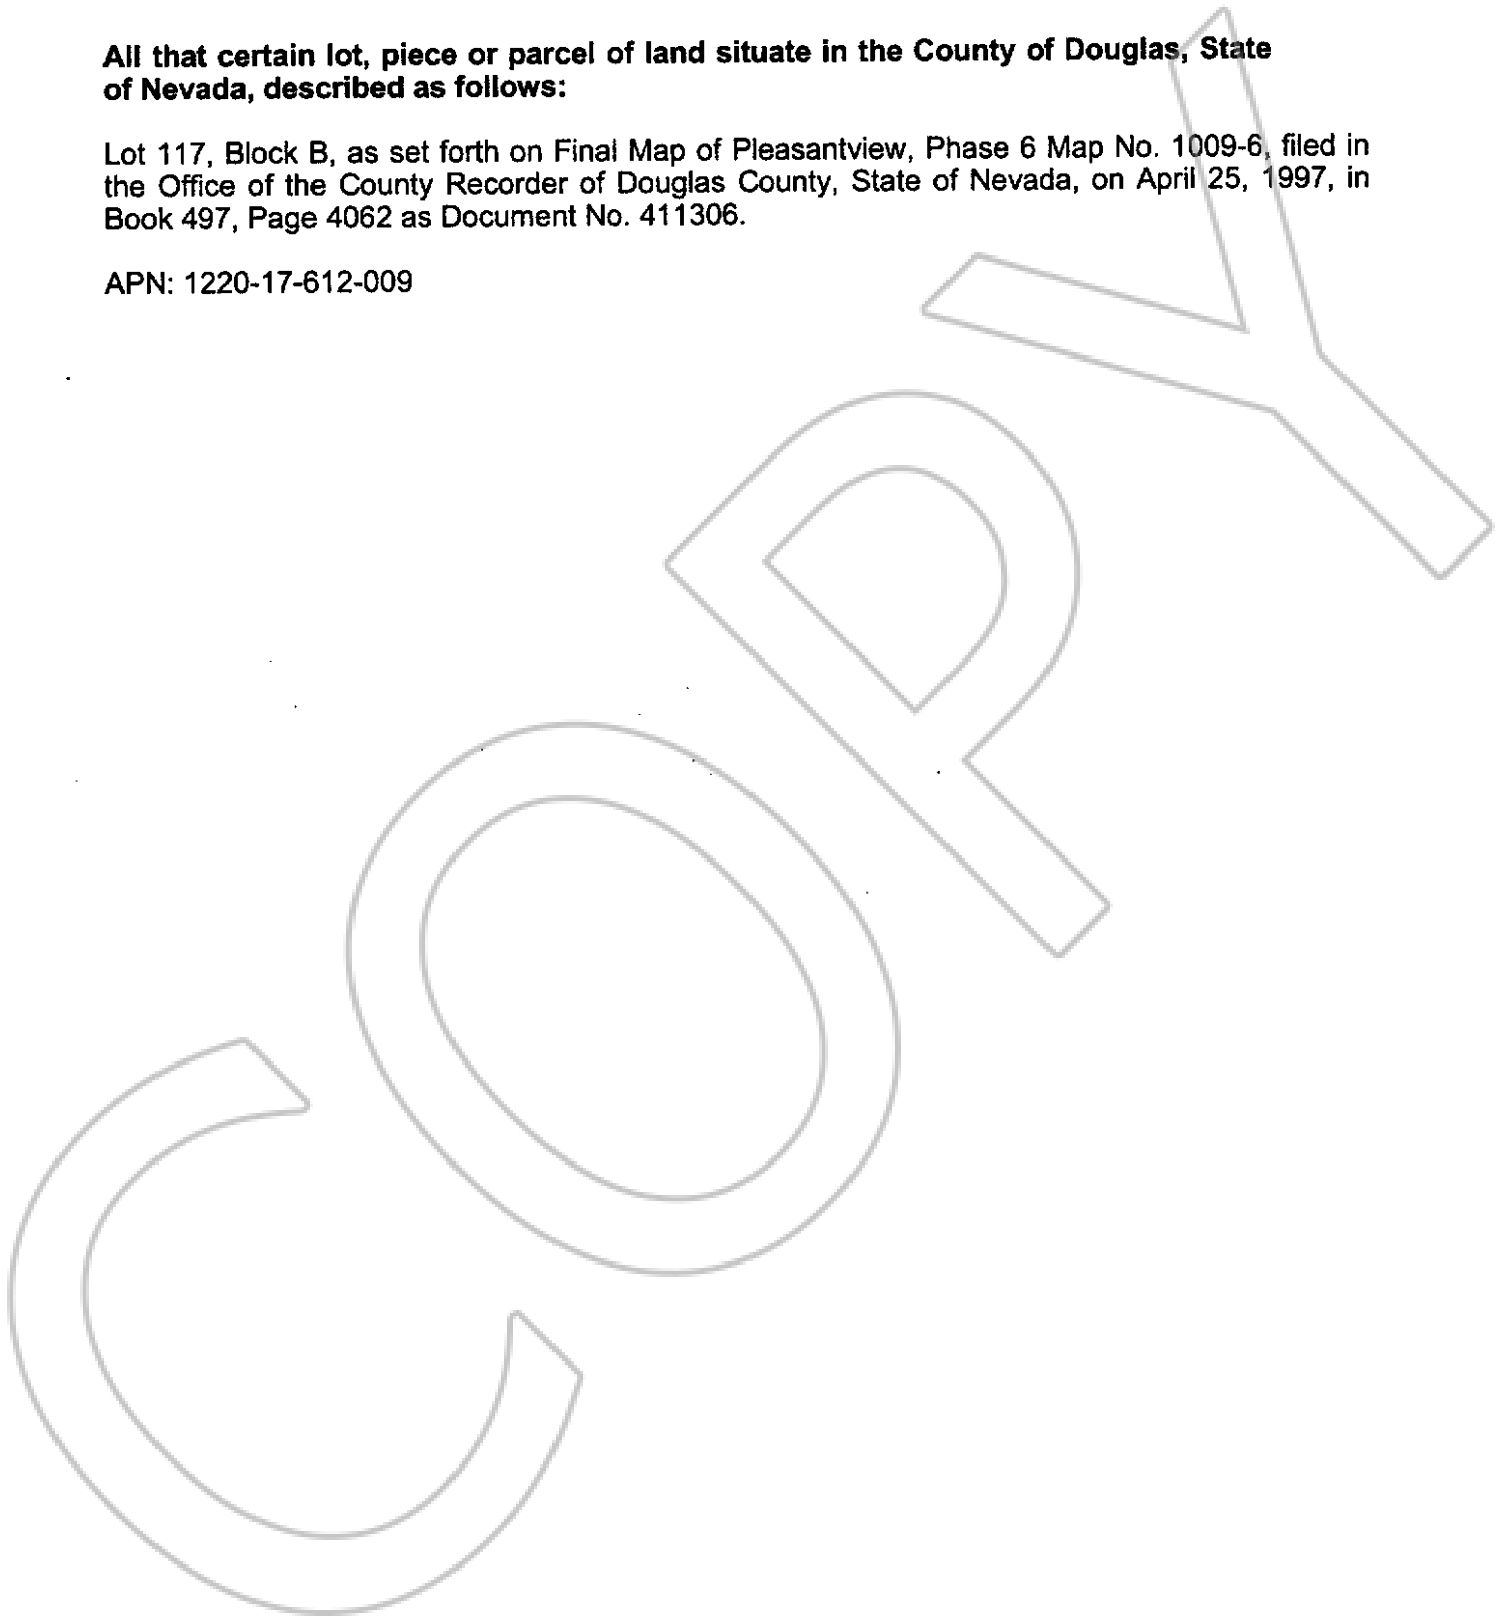 All that certain lot, piece or parcel of land situate in the County of Douglas, State
of Nevada, described as follows:
Lot 117, Block B, as set forth on Final Map of Pleasantview, Phase 6 Map No. 1009-6, filed in
the Office of the County Recorder of Douglas County, State of Nevada, on April 25, 1997, in
Book 497, Page 4062 as Document No. 411306.
APN: 1220-17-612-009
COPY